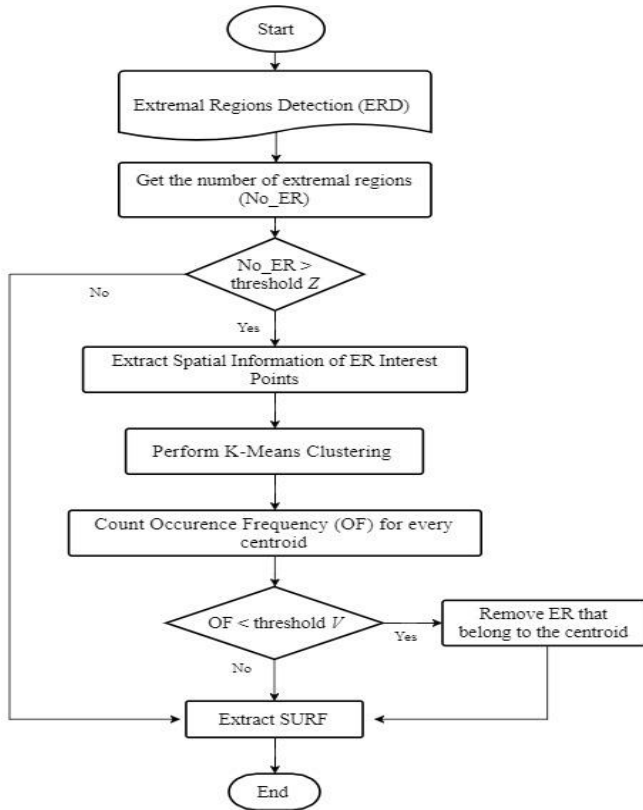 Start
Extremal Regions Detection (ERD)
Get the number of extremal regions
(No_ER)
No_ER >
threshold Z
No
Yes
Extract Spatial Information of ER Interest
Points
Perform K-Means Clustering
Count Occurence Frequency (OF) for every
centroid
OF < threshold V
Yes
Remove ER that
belong to the centroid
No
Extract SURF
End